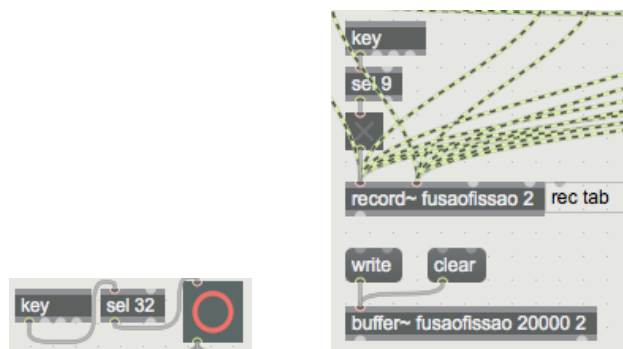 key
sel 9
record~ fusaofissao 2
rec tab
write
clear
buffer~ fusaofissao 20000 2
key
sel 32